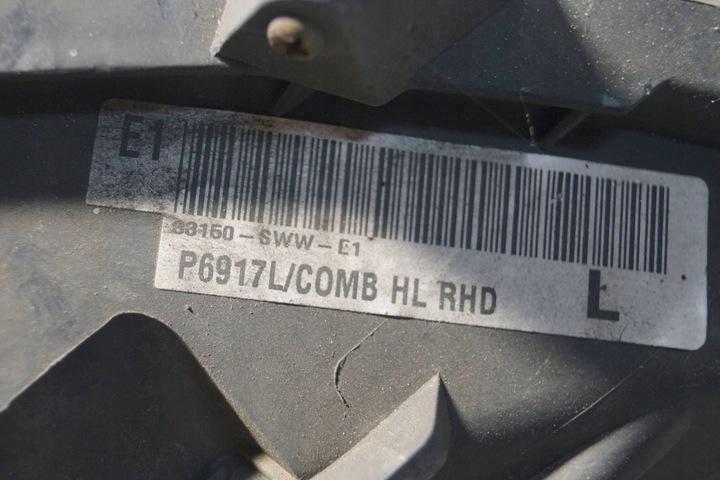 E1
33150-SWW-E1
P6917L/COMB HL RHD
L